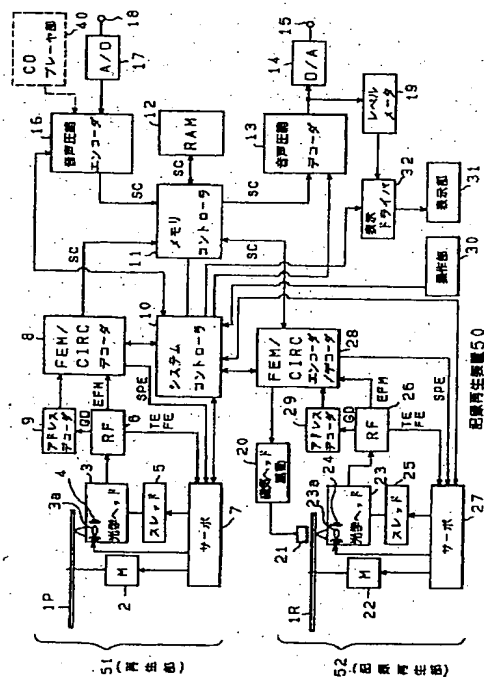 40
CD
プレーヤ部
18
A/D
17
16
音声圧縮
エンコーダ
12
RAM
SC
SC
15
14
D/A
13
音声圧縮
デコーダ
レベル
メータ
19
SC
11
メモリ
コントローラ
SC
SC
表示
ドライバ
32
表示部
31
操作部
30
8
FEM/
CIRC
デコーダ
10
システム
コントローラ
9
アドレス
デコーダ
GD
EFM
SPE
RF
6
TE
FE
3a
4
3
光学ヘッド
スレッド
5
サーボ
7
1P
M
2
51(再生部)
FEM/
CIRC
エンコーダ
/デコーダ
28
29
アドレス
デコーダ
GD
EFM
SPE
20
磁気ヘッド
駆動
21
RF
26
TE
FE
23a
24
光学ヘッド
23
スレッド
25
サーボ
27
1R
M
22
52(記録再生部)
記録再生装置50